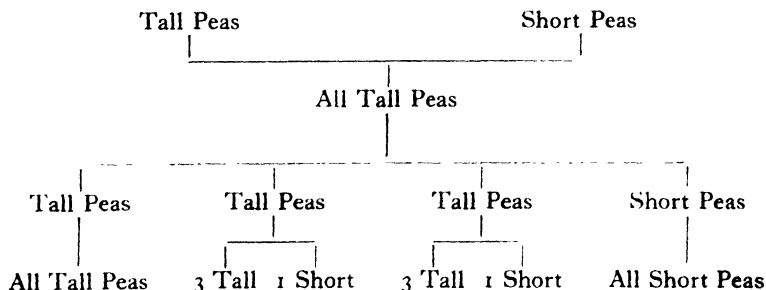 Tall Peas Short Peas
All Tall Peas
Tall Peas Tall Peas Tall Peas Short Peas
All Tall Peas 3 Tall 1 Short 3 Tall 1 Short All Short Peas